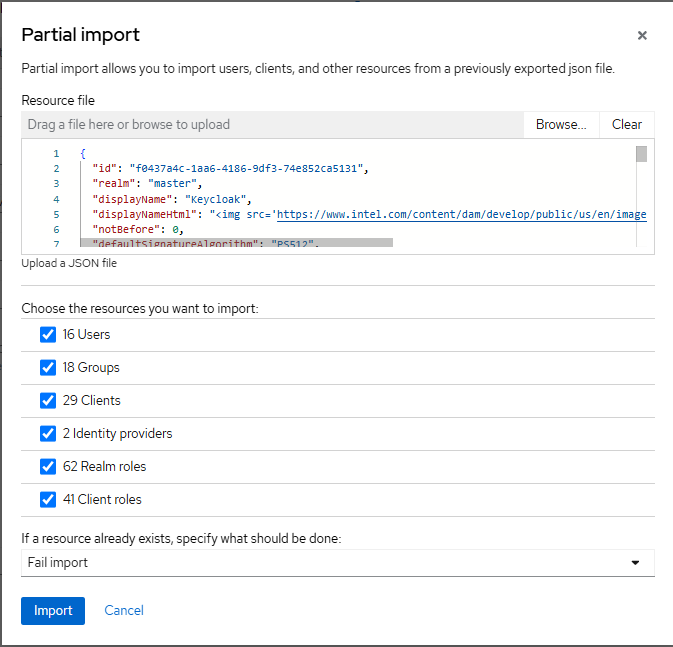 Partial import
Partial import allows you to import users, clients, and other resources from a previously exported json file.
Resource file
Drag a file here or browse to upload
Browse...
Clear
1 {
2 "id": "f0437a4c-1aa6-4186-9df3-74e852ca5131",
3 "realm": "master",
4 "displayName": "Keycloak",
5 "displayNameHtml": "<img src='https://www.intel.com/content/dam/develop/public/us/en/image
6 "notBefore": 0,
7 "defaultSignatureAlgorithm": "PS512",
Upload a JSON file
Choose the resources you want to import:
16 Users
18 Groups
29 Clients
2 Identity providers
62 Realm roles
41 Client roles
If a resource already exists, specify what should be done:
Fail import
Import
Cancel